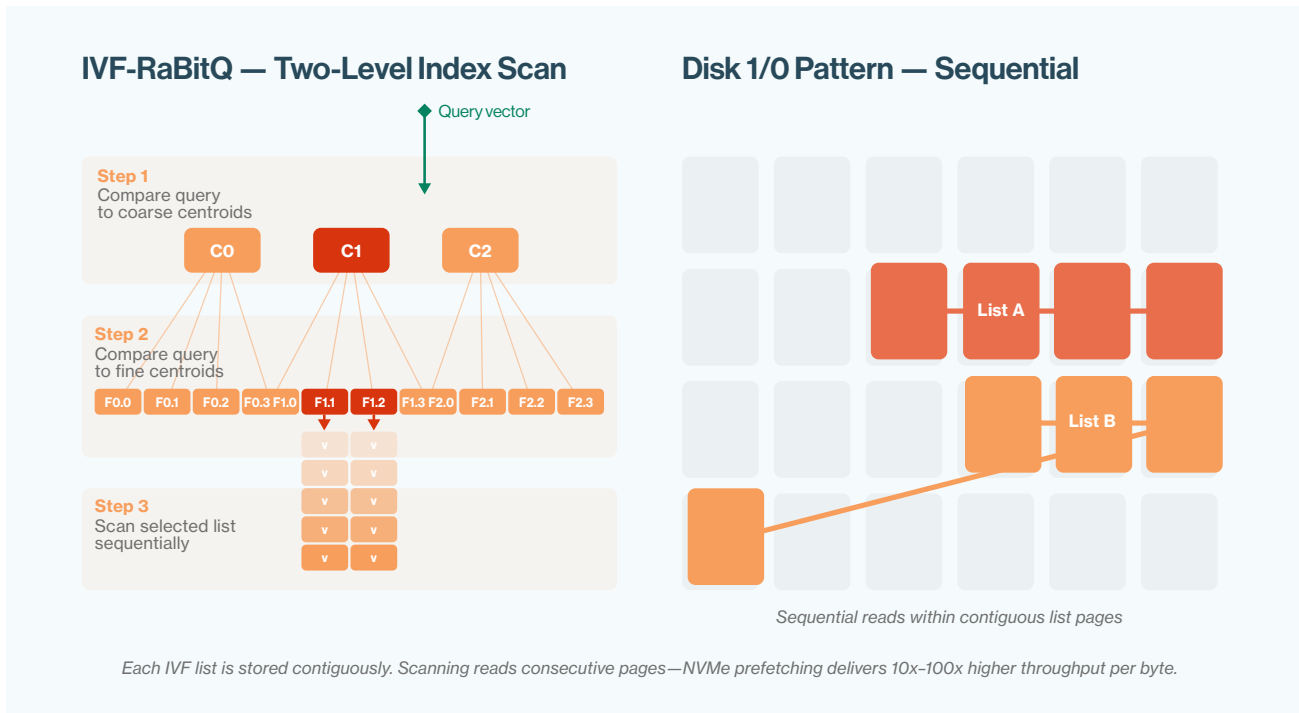 IVF-RaBitQ — Two-Level Index Scan
Query vector
Step 1
Compare query
to coarse centroids
C0 C1 C2
Step 2
Compare query
to fine centroids
F0.0 F0.1 F0.2 F0.3 F1.0 F1.1 F1.2 F1.3 F2.0 F2.1 F2.2 F2.3
v v
v v
Step 3
Scan selected list
sequentially
v v
v v
v v
Disk 1/0 Pattern — Sequential
List A
List B
Sequential reads within contiguous list pages
Each IVF list is stored contiguously. Scanning reads consecutive pages—NVMe prefetching delivers 10x–100x higher throughput per byte.